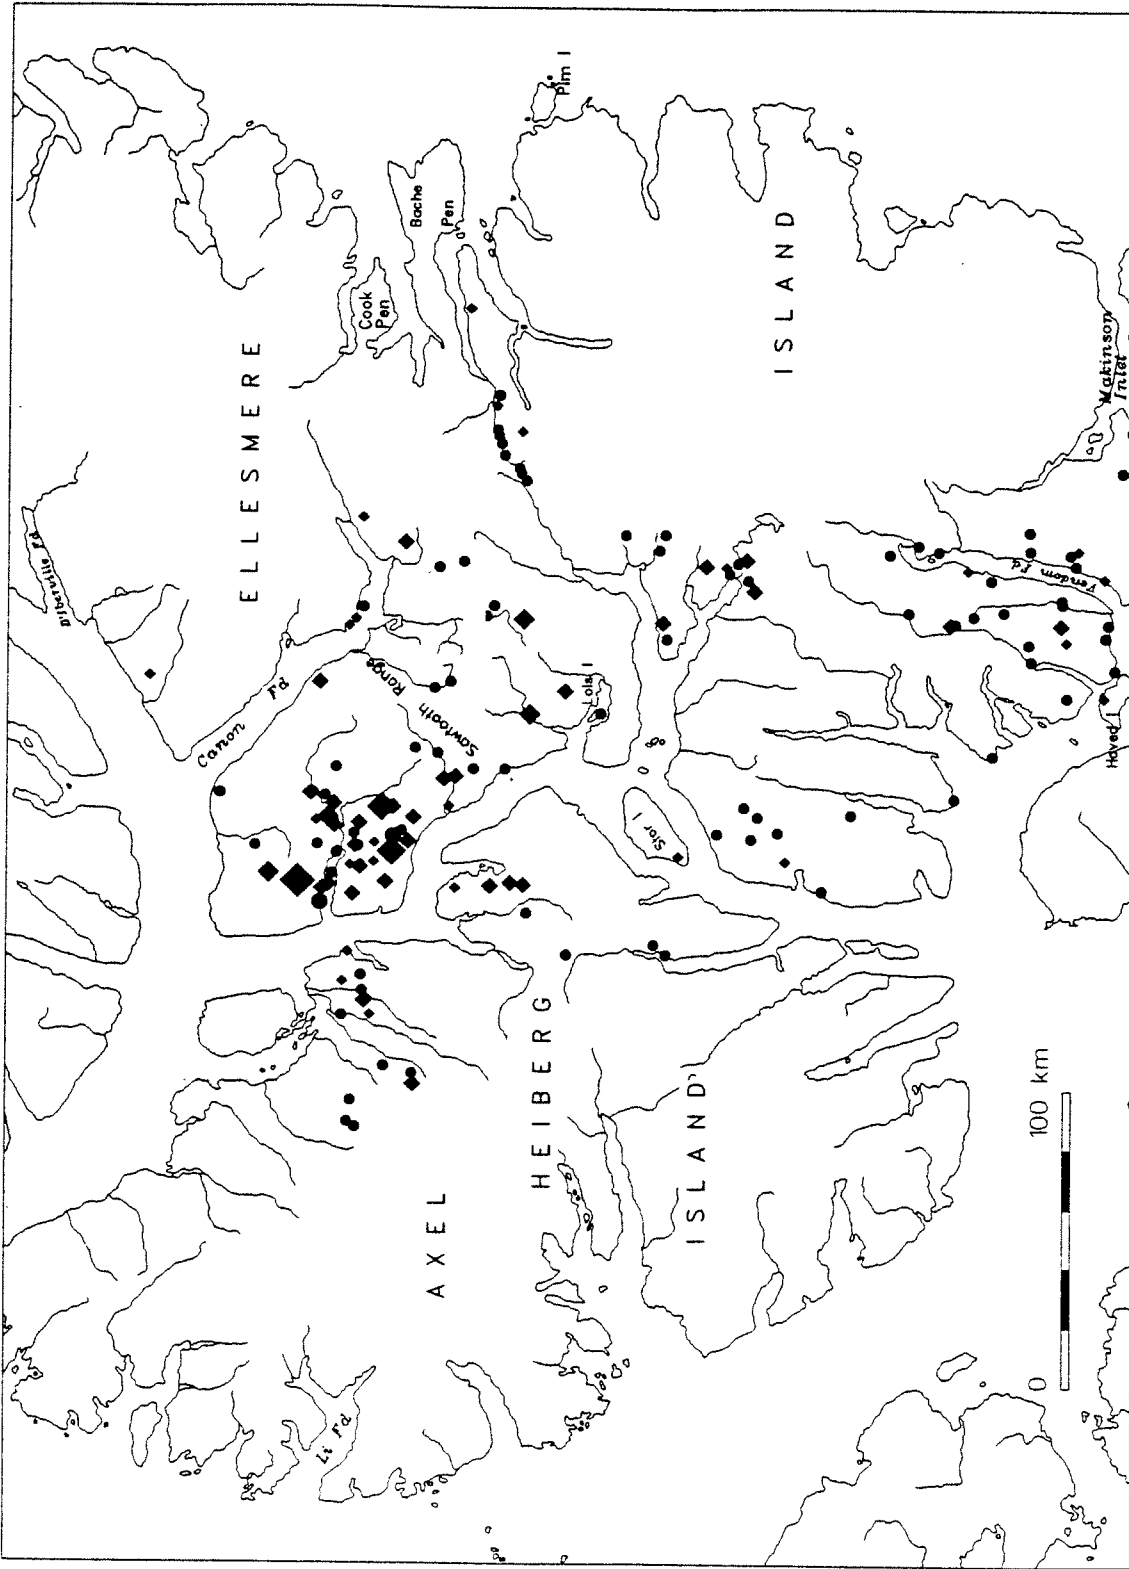 Pim I
Bache
Pen
Cook
Pen
ELLESMERE
ISLAND
Makinson
Inlet
D'Iberville Fd
Canon Fd
Sawtooth Range
Vendom Fd
Lois I
Stor I
Hoved I
HEIBERG
ISLAND
AXEL
Li Fd
0 100 km